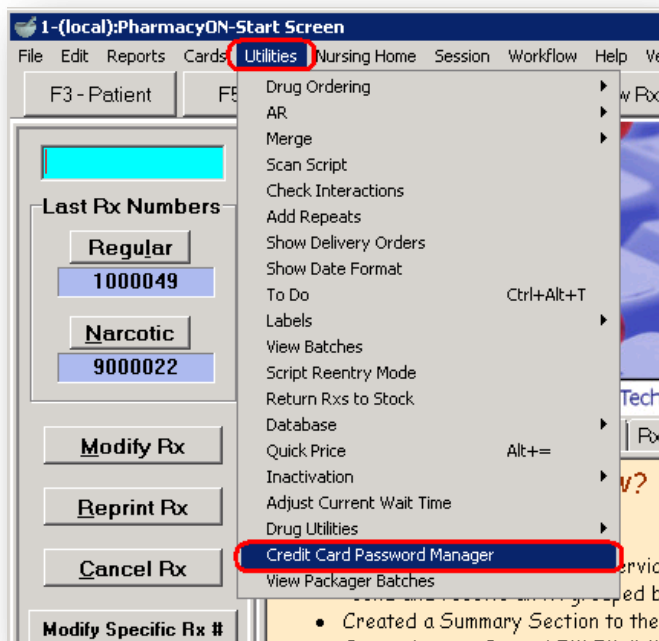 1-(local):PharmacyON-Start Screen
File Edit Reports Cards Utilities Nursing Home Session Workflow Help
F3 - Patient
Rx
Drug Ordering
AR
Merge
Scan Script
Check Interactions
Add Repeats
Show Delivery Orders
Show Date Format
To Do Ctrl+Alt+T
Labels
View Batches
Script Reentry Mode
Return Rxs to Stock
Database
Quick Price Alt+=
Inactivation
Adjust Current Wait Time
Drug Utilities
Credit Card Password Manager
View Packager Batches
Last Rx Numbers
Regular
1000049
Narcotic
9000022
Modify Rx
Reprint Rx
Cancel Rx
Modify Specific Rx #
Tech
Rx
• Created a Summary Section to the